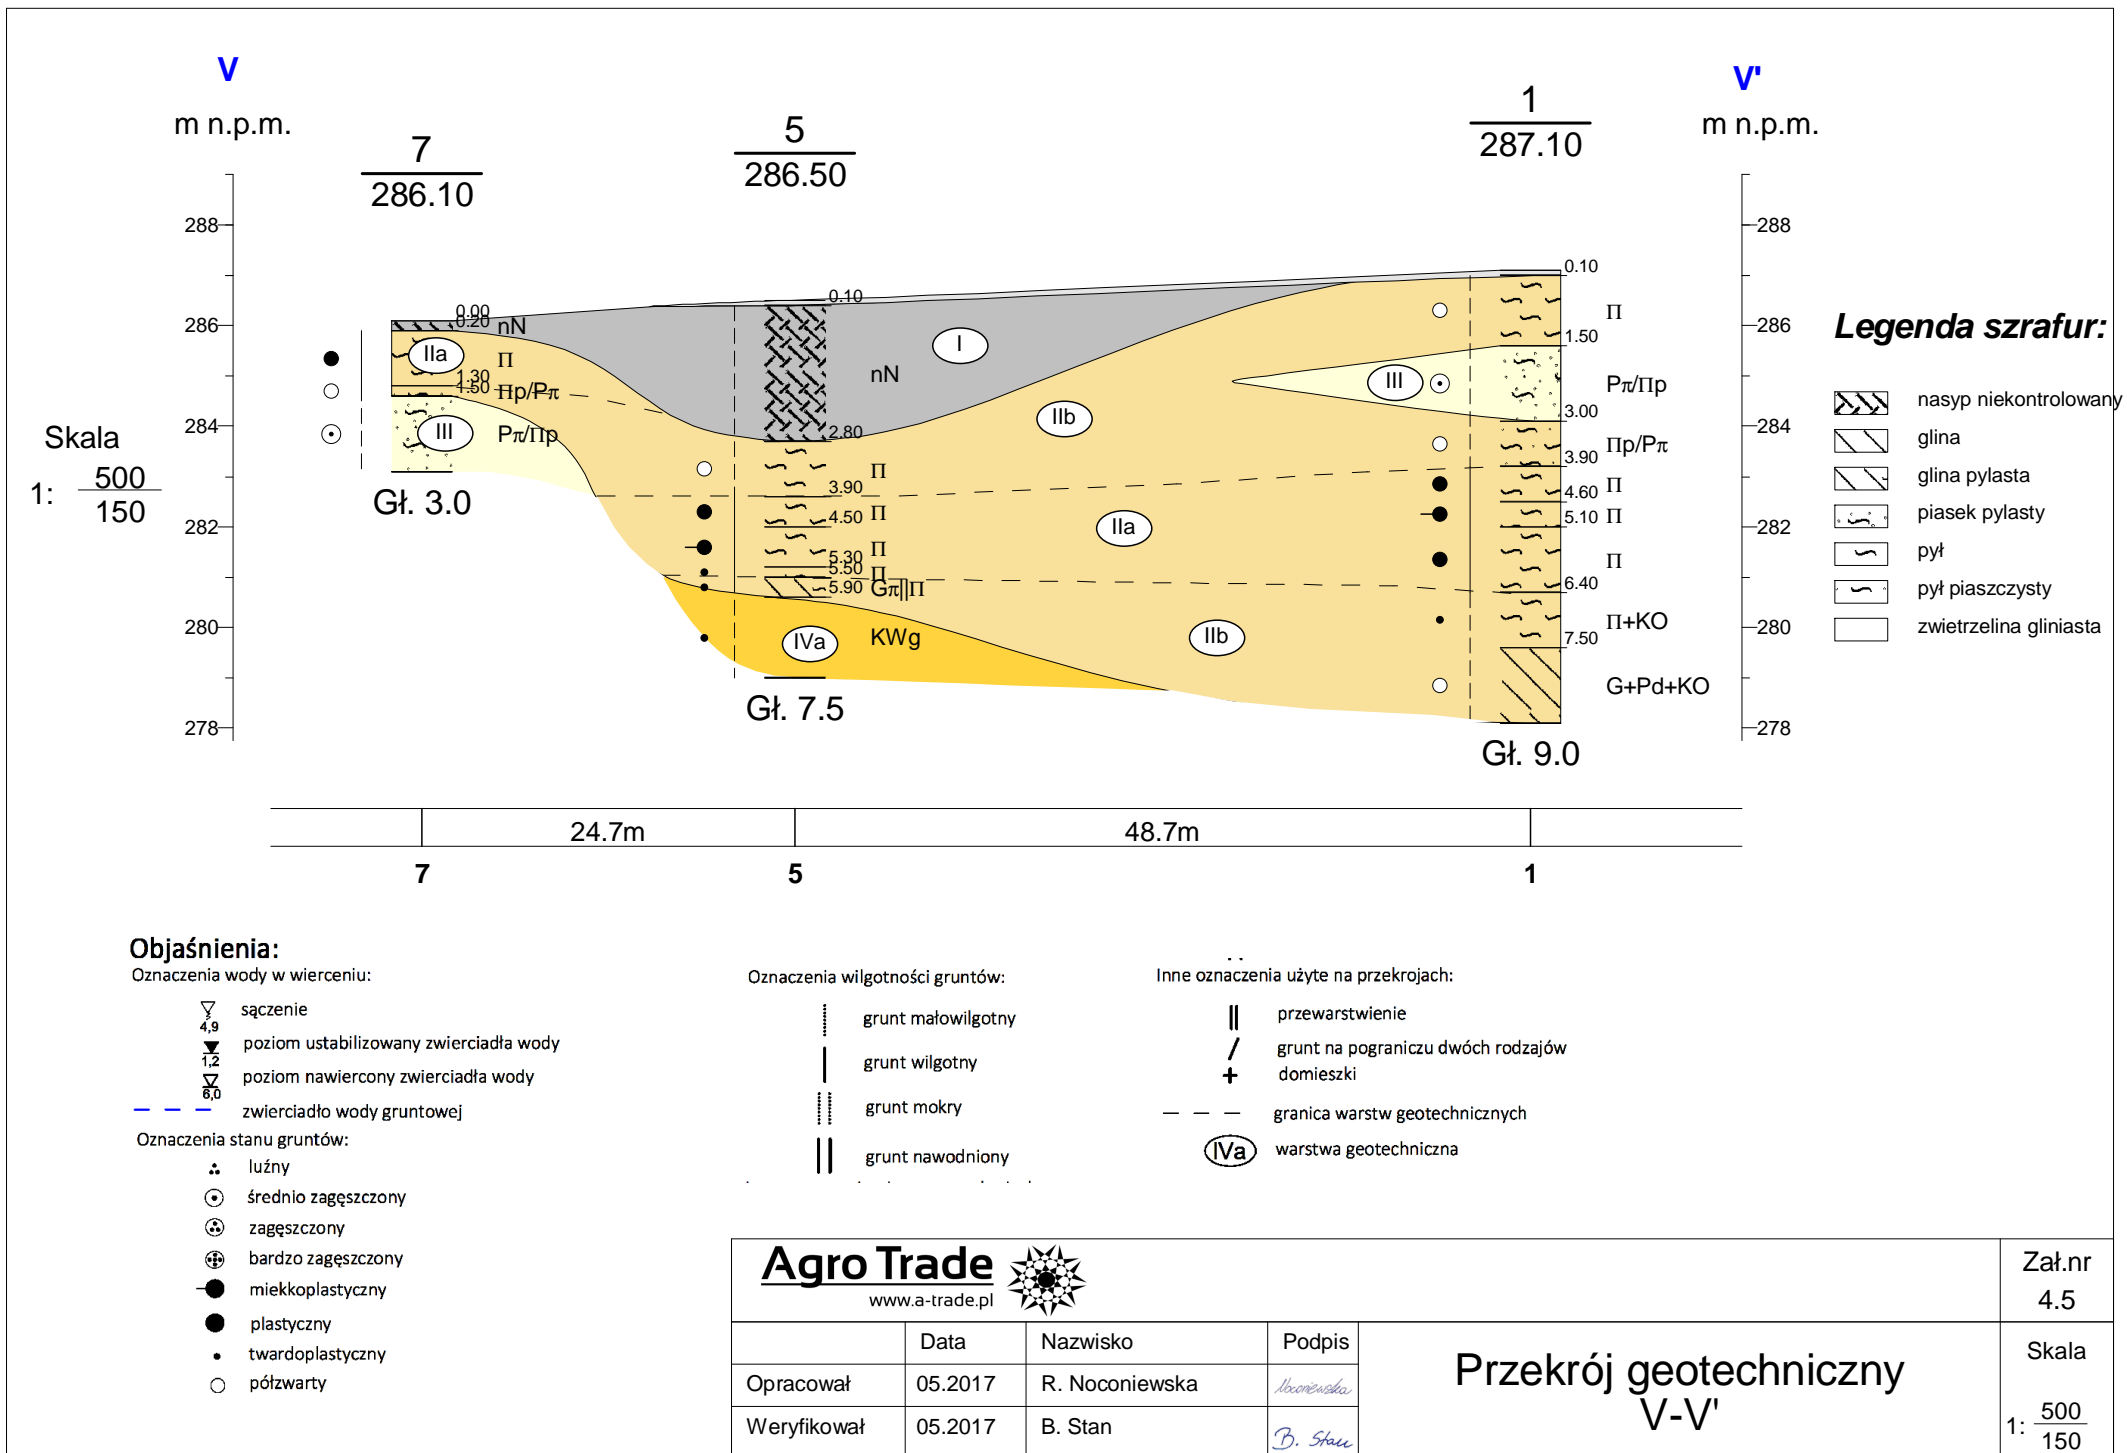 V
V'
m n.p.m.
m n.p.m.
7
286.10
5
286.50
1
287.10
288
286
284
282
280
278
288
286
284
282
280
278
Skala
1: 500
150
0.00
0.20
nN
IIa
Π
1.30
1.50
Πp/Pπ
III
Pπ/Πp
Gł. 3.0
0.10
I
nN
2.80
Π
3.90
4.50
Π
5.30
Π
5.50
Π
5.90
Gπ||Π
IVa
KWg
Gł. 7.5
IIb
IIa
IIb
III
0.10
Π
1.50
Pπ/Πp
3.00
Πp/Pπ
3.90
4.60
Π
5.10
Π
Π
6.40
Π+KO
7.50
G+Pd+KO
Gł. 9.0
Legenda szrafur:
nasyp niekontrolowany
glina
glina pylasta
piasek pylasty
pył
pył piaszczysty
zwietrzelina gliniasta
24.7m
48.7m
7
5
1
Objaśnienia:
Oznaczenia wody w wierceniu:
4,9
sączenie
1,2
poziom ustabilizowany zwierciadła wody
6,0
poziom nawiercony zwierciadła wody
zwierciadło wody gruntowej
Oznaczenia stanu gruntów:
luźny
średnio zagęszczony
zagęszczony
bardzo zagęszczony
miękkoplastyczny
plastyczny
twardoplastyczny
półzwarty
Oznaczenia wilgotności gruntów:
grunt małowilgotny
grunt wilgotny
grunt mokry
grunt nawodniony
Inne oznaczenia użyte na przekrojach:
przewarstwienie
grunt na pograniczu dwóch rodzajów
domieszki
granica warstw geotechnicznych
IVa
warstwa geotechniczna
Agro Trade
www.a-trade.pl
Zał.nr
4.5
Data
Nazwisko
Podpis
Opracował
05.2017
R. Noconiewska
Noconiewska
Weryfikował
05.2017
B. Stan
B. Stan
Przekrój geotechniczny
V-V'
Skala
1: 500
150